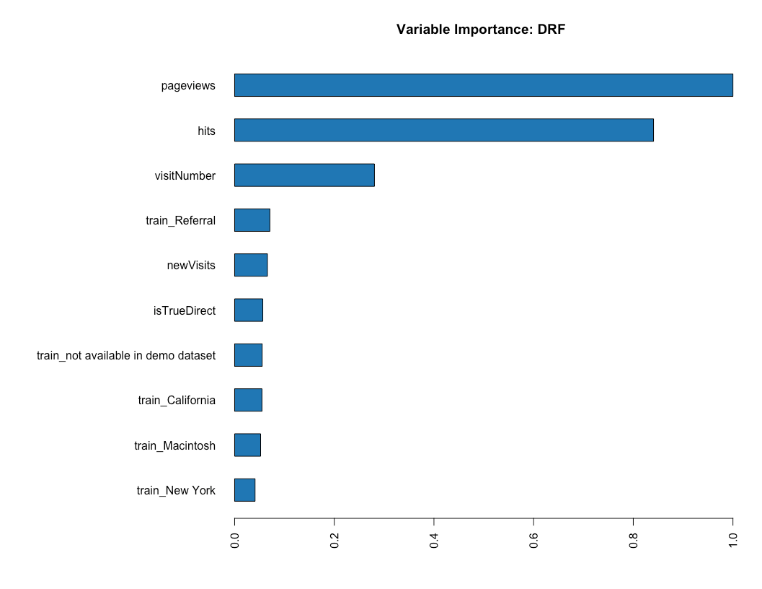 Variable Importance: DRF
pageviews
hits
visitNumber
train_Referral
newVisits
isTrueDirect
train_not available in demo dataset
train_California
train_Macintosh
train_New York
0.0 0.2 0.4 0.6 0.8 1.0